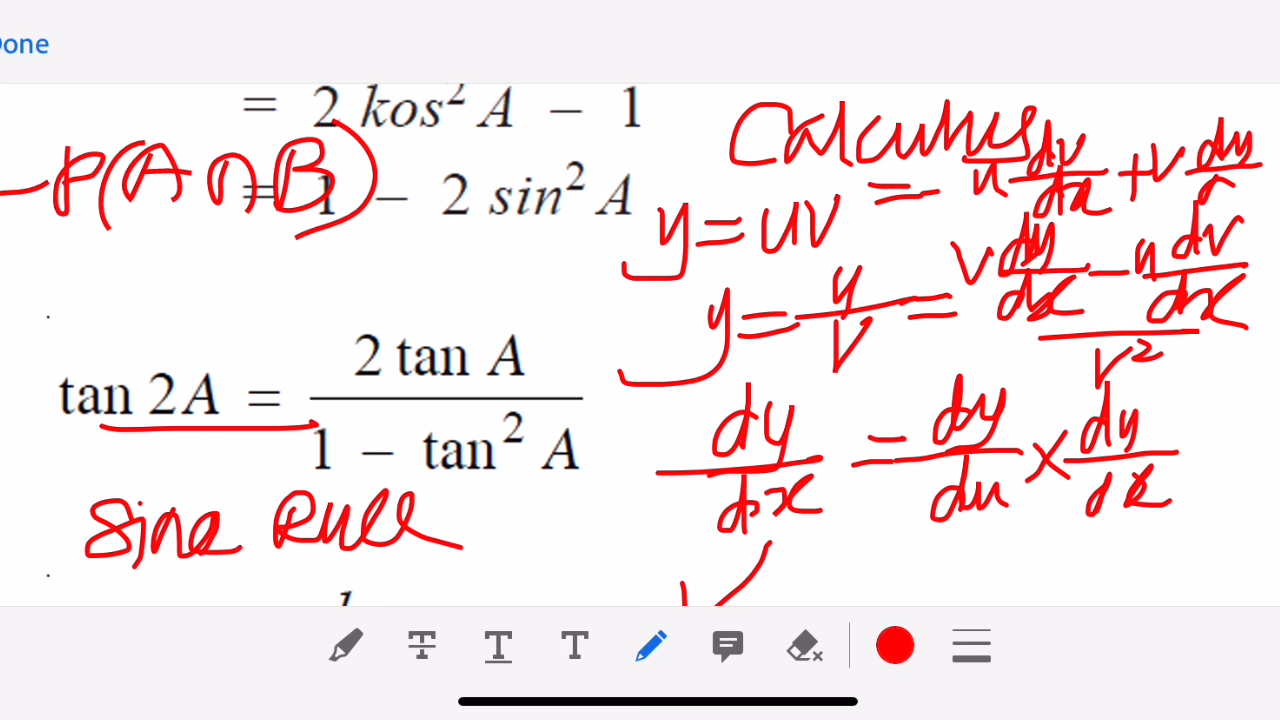 Done
= 2 kos² A − 1
Calculus
– P(A ∩ B)
= 1 − 2 sin² A
y = uv = u dv/dx + v du/
y = u/v = (v du/dx − u dv/dx)/v²
tan 2A = 2 tan A / (1 − tan² A)
dy/dx = dy/du × du/dx
Sine Rule